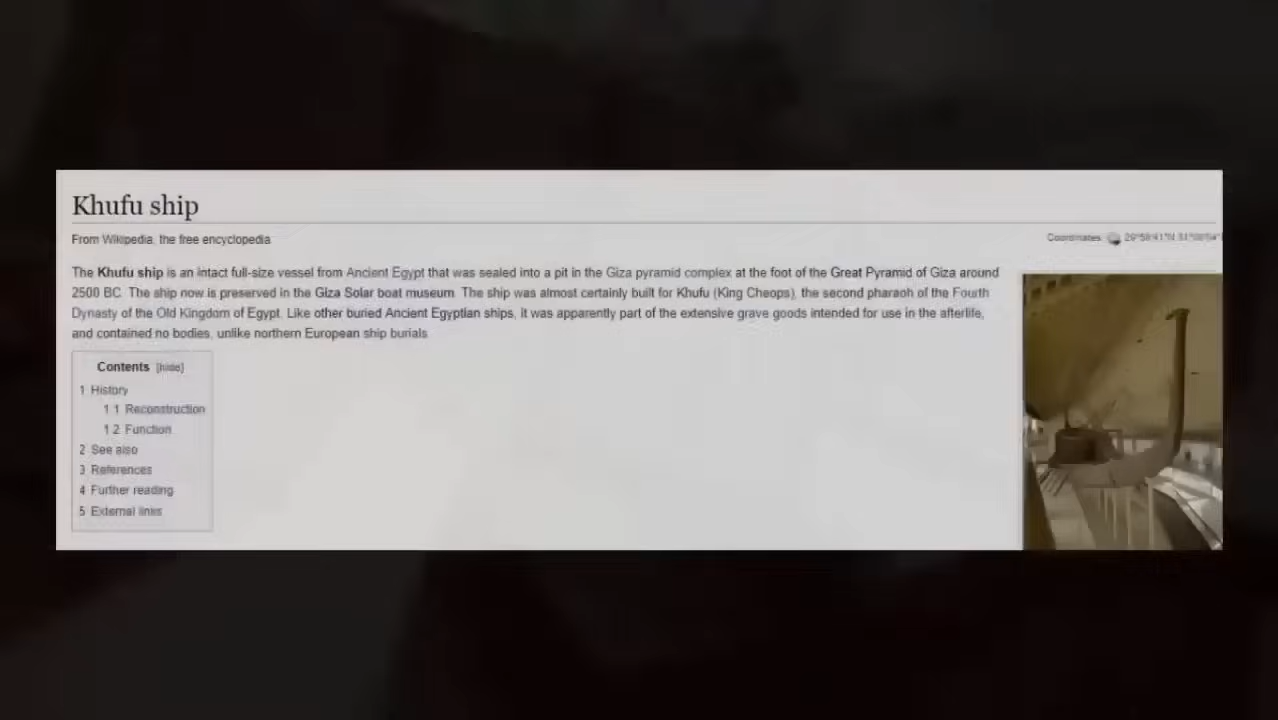 Khufu ship
From Wikipedia, the free encyclopedia
The Khufu ship is an intact full-size vessel from Ancient Egypt that was sealed into a pit in the Giza pyramid complex at the foot of the Great Pyramid of Giza around
2500 BC. The ship now is preserved in the Giza Solar boat museum. The ship was almost certainly built for Khufu (King Cheops), the second pharaoh of the Fourth
Dynasty of the Old Kingdom of Egypt. Like other buried Ancient Egyptian ships, it was apparently part of the extensive grave goods intended for use in the afterlife,
and contained no bodies, unlike northern European ship burials
Contents [hide]
1 History
1 1 Reconstruction
1 2 Function
2 See also
3 References
4 Further reading
5 External links
Coordinates